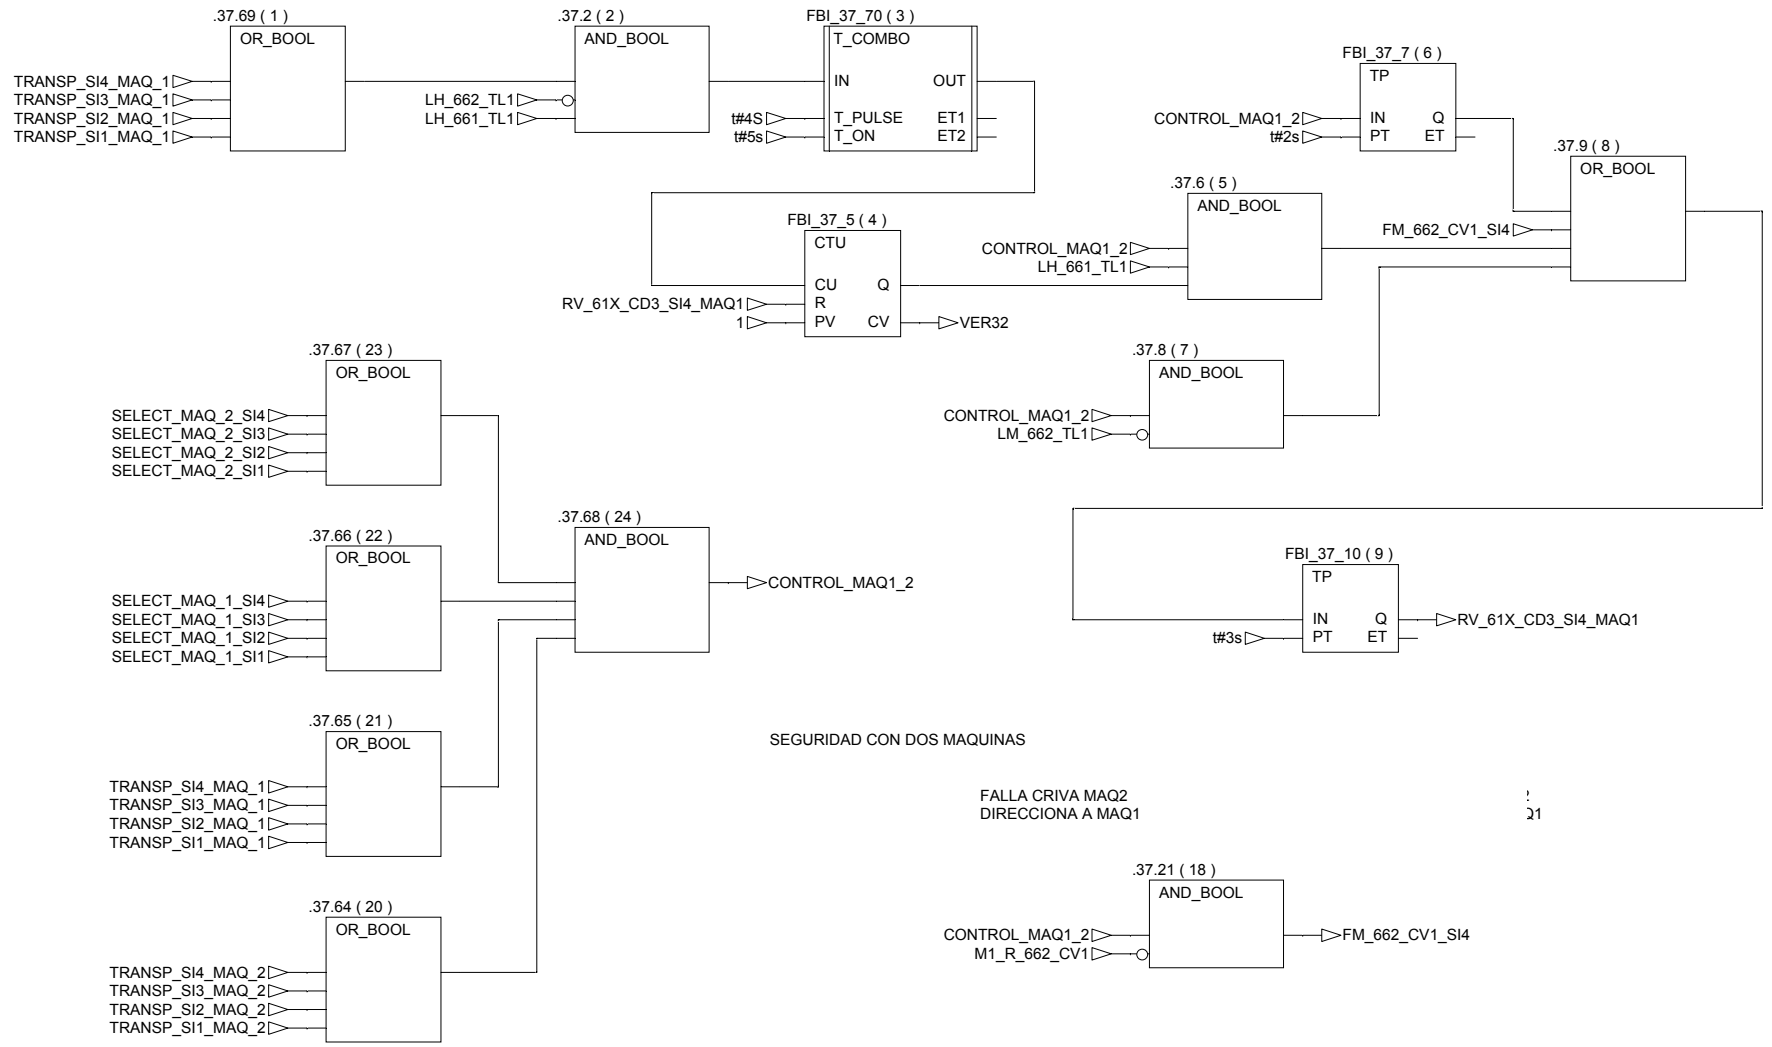 .37.69 ( 1 )
OR_BOOL
TRANSP_SI4_MAQ_1
TRANSP_SI3_MAQ_1
TRANSP_SI2_MAQ_1
TRANSP_SI1_MAQ_1
.37.2 ( 2 )
AND_BOOL
LH_662_TL1
LH_661_TL1
FBI_37_70 ( 3 )
T_COMBO
IN OUT
t#4S T_PULSE ET1
t#5s T_ON ET2
FBI_37_7 ( 6 )
TP
CONTROL_MAQ1_2 IN Q
t#2s PT ET
.37.9 ( 8 )
OR_BOOL
FM_662_CV1_SI4
.37.6 ( 5 )
AND_BOOL
CONTROL_MAQ1_2
LH_661_TL1
FBI_37_5 ( 4 )
CTU
CU Q
RV_61X_CD3_SI4_MAQ1 R
1 PV CV VER32
.37.8 ( 7 )
AND_BOOL
CONTROL_MAQ1_2
LM_662_TL1
.37.67 ( 23 )
OR_BOOL
SELECT_MAQ_2_SI4
SELECT_MAQ_2_SI3
SELECT_MAQ_2_SI2
SELECT_MAQ_2_SI1
.37.66 ( 22 )
OR_BOOL
SELECT_MAQ_1_SI4
SELECT_MAQ_1_SI3
SELECT_MAQ_1_SI2
SELECT_MAQ_1_SI1
.37.68 ( 24 )
AND_BOOL
CONTROL_MAQ1_2
FBI_37_10 ( 9 )
TP
IN Q RV_61X_CD3_SI4_MAQ1
t#3s PT ET
.37.65 ( 21 )
OR_BOOL
TRANSP_SI4_MAQ_1
TRANSP_SI3_MAQ_1
TRANSP_SI2_MAQ_1
TRANSP_SI1_MAQ_1
SEGURIDAD CON DOS MAQUINAS
FALLA CRIVA MAQ2
DIRECCIONA A MAQ1
.37.21 ( 18 )
AND_BOOL
CONTROL_MAQ1_2
M1_R_662_CV1
FM_662_CV1_SI4
.37.64 ( 20 )
OR_BOOL
TRANSP_SI4_MAQ_2
TRANSP_SI3_MAQ_2
TRANSP_SI2_MAQ_2
TRANSP_SI1_MAQ_2